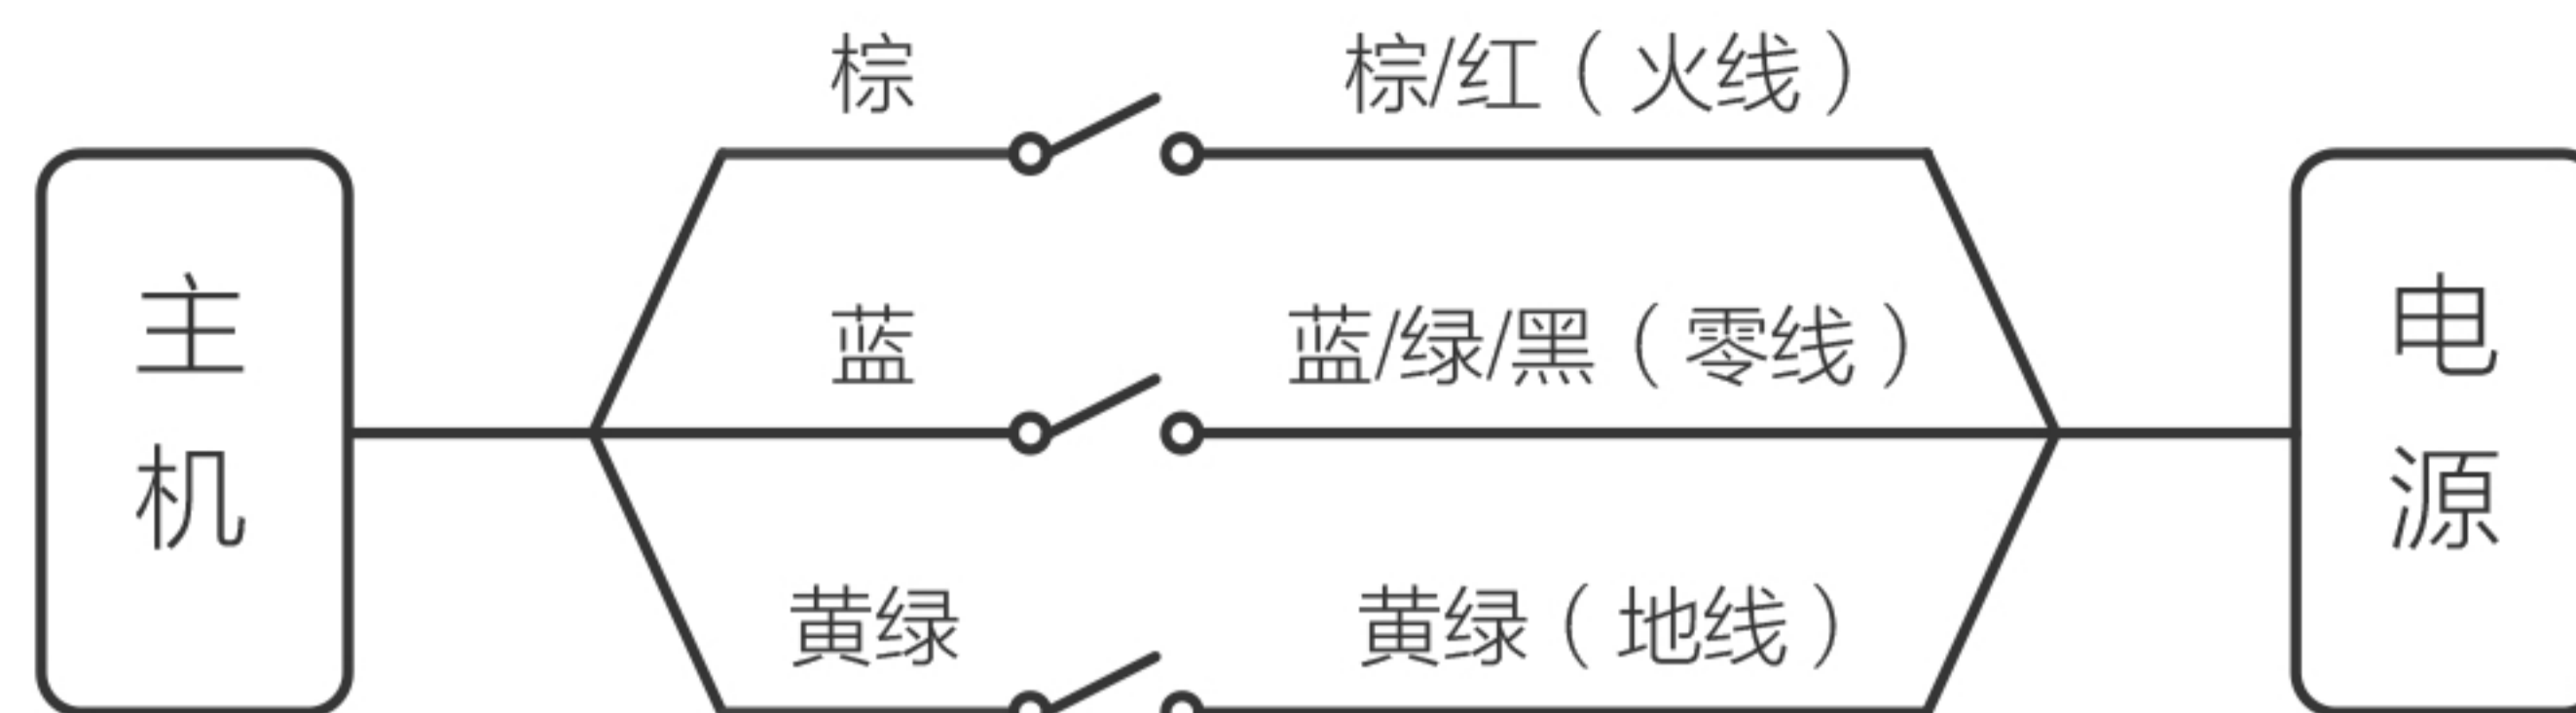 棕
棕/红（火线）
主机
蓝
蓝/绿/黑（零线）
电源
黄绿
黄绿（地线）